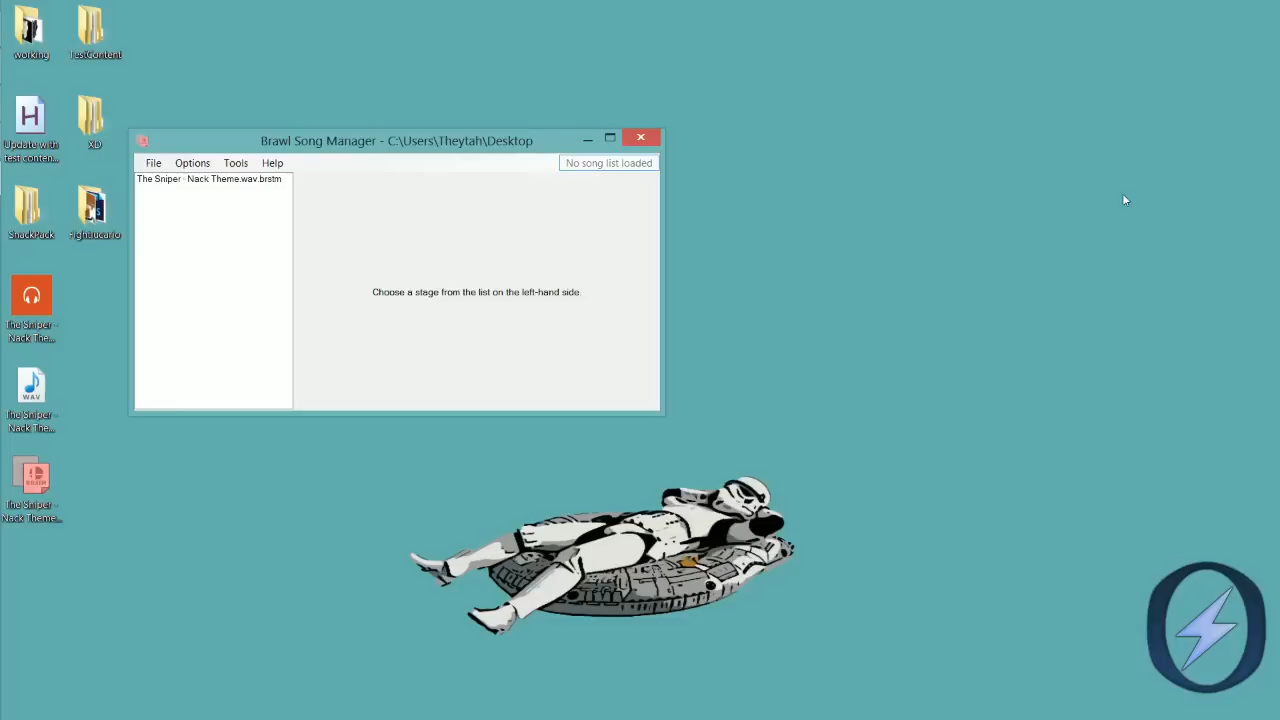 working
TestContent
Update with
test conten...
XD
ShackPack
Fightlucario
The Sniper -
Nack The...
WAV
The Sniper -
Nack The...
The Sniper -
Nack Theme...
Brawl Song Manager - C:\Users\Theytah\Desktop
File Options Tools Help
No song list loaded
The Sniper - Nack Theme.wav.brstm
Choose a stage from the list on the left-hand side.